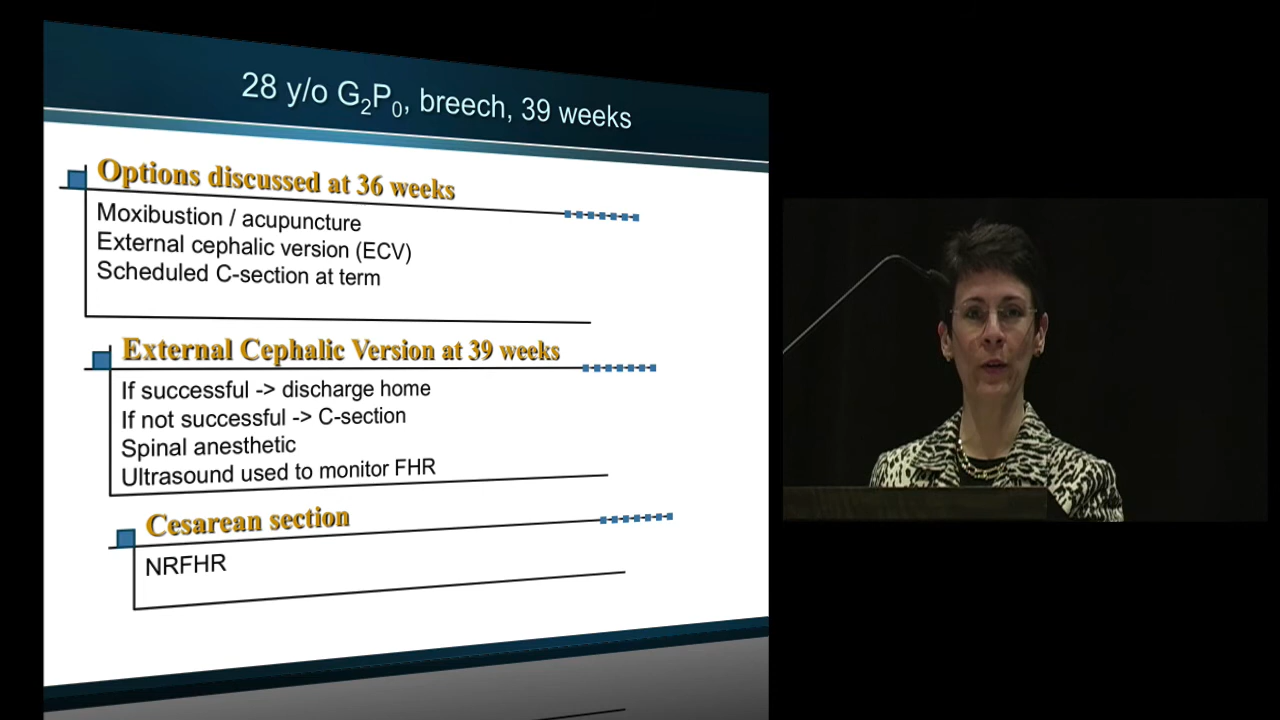 28 y/o G₂P₀, breech, 39 weeks
Options discussed at 36 weeks
Moxibustion / acupuncture
External cephalic version (ECV)
Scheduled C-section at term
External Cephalic Version at 39 weeks
If successful -> discharge home
If not successful -> C-section
Spinal anesthetic
Ultrasound used to monitor FHR
Cesarean section
NRFHR